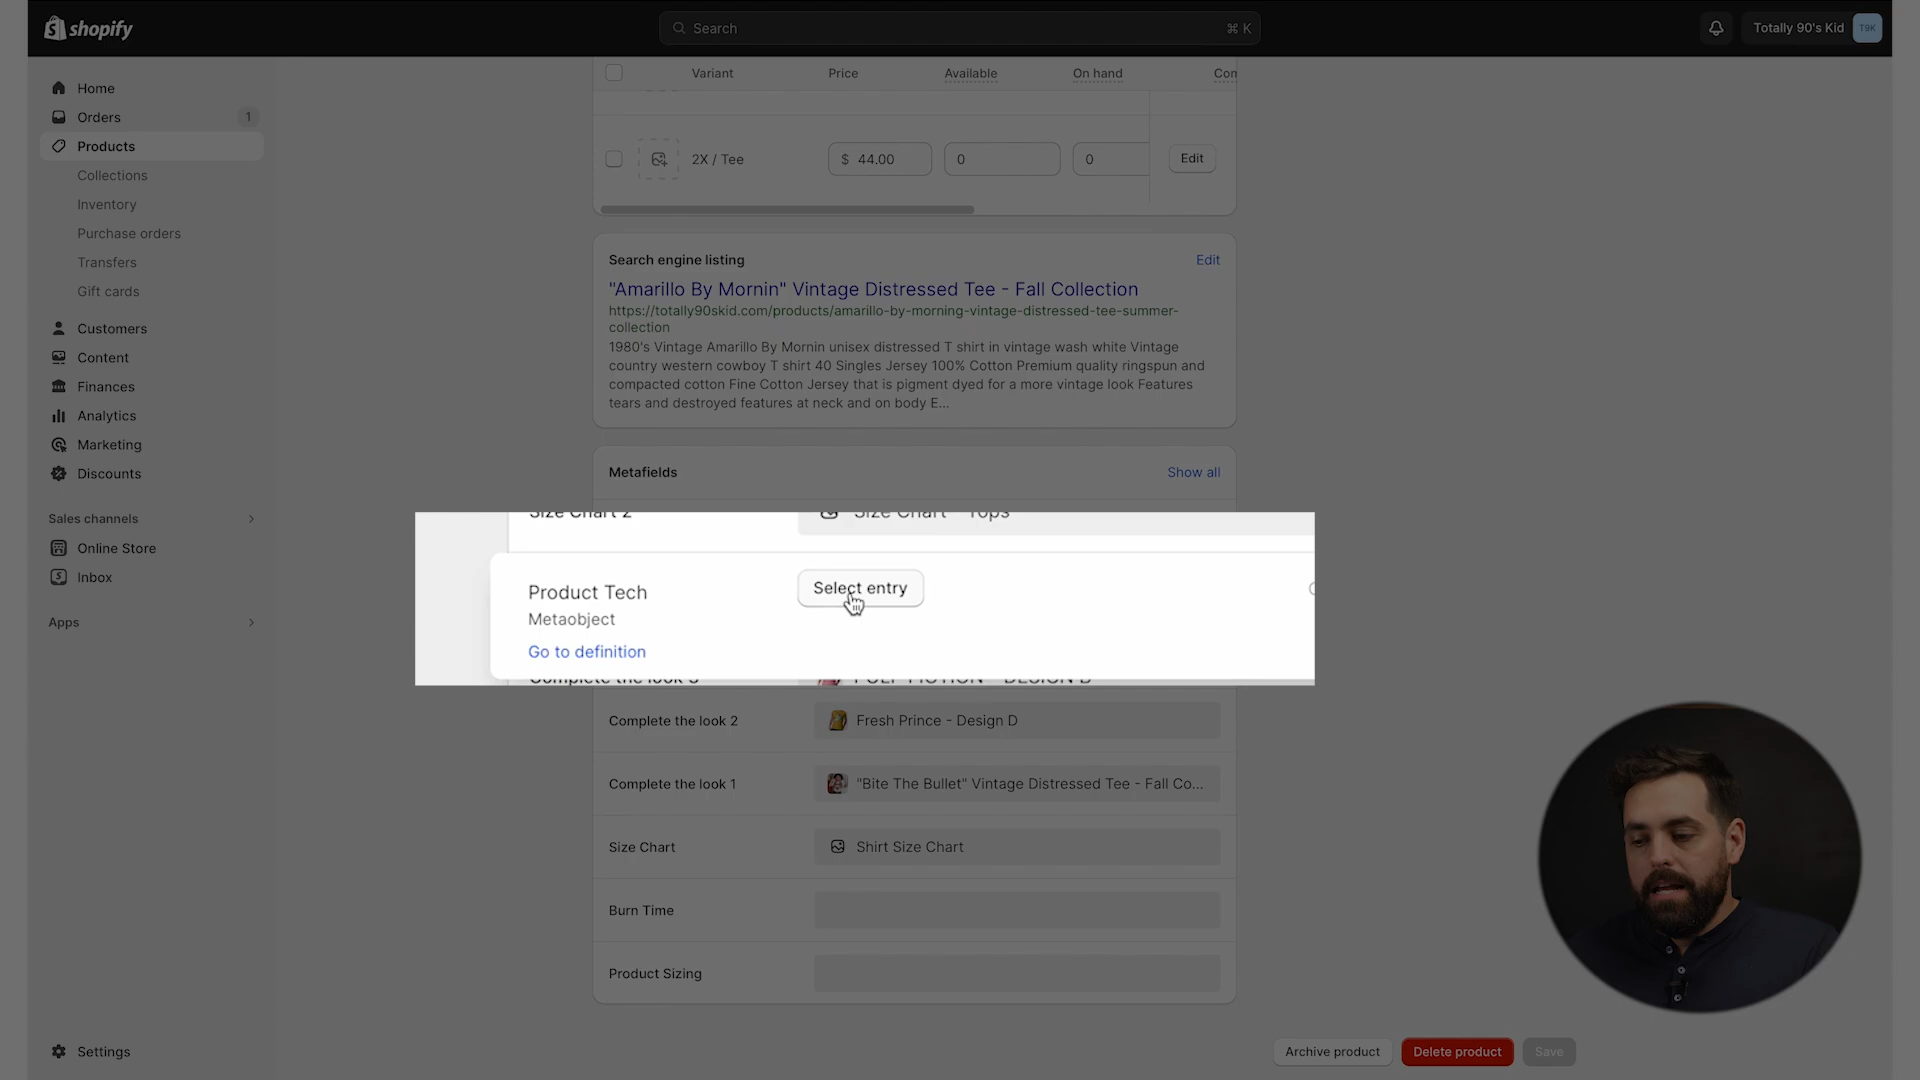 shopify
Search
⌘ K
Totally 90's Kid
T9K
Home
Orders
1
Products
Collections
Inventory
Purchase orders
Transfers
Gift cards
Customers
Content
Finances
Analytics
Marketing
Discounts
Sales channels
Online Store
Inbox
Apps
Settings
Variant
Price
Available
On hand
Com
2X / Tee
$ 44.00
0
0
Edit
Search engine listing
Edit
"Amarillo By Mornin" Vintage Distressed Tee - Fall Collection
https://totally90skid.com/products/amarillo-by-morning-vintage-distressed-tee-summer-
collection
1980's Vintage Amarillo By Mornin unisex distressed T shirt in vintage wash white Vintage
country western cowboy T shirt 40 Singles Jersey 100% Cotton Premium quality ringspun and
compacted cotton Fine Cotton Jersey that is pigment dyed for a more vintage look Features
tears and destroyed features at neck and on body E...
Metafields
Show all
Size Chart 2
Size Chart - Tops
Product Tech
Select entry
Metaobject
Go to definition
Complete the look 3
PULP FICTION - DESIGN B
Complete the look 2
Fresh Prince - Design D
Complete the look 1
"Bite The Bullet" Vintage Distressed Tee - Fall Co...
Size Chart
Shirt Size Chart
Burn Time
Product Sizing
Archive product
Delete product
Save